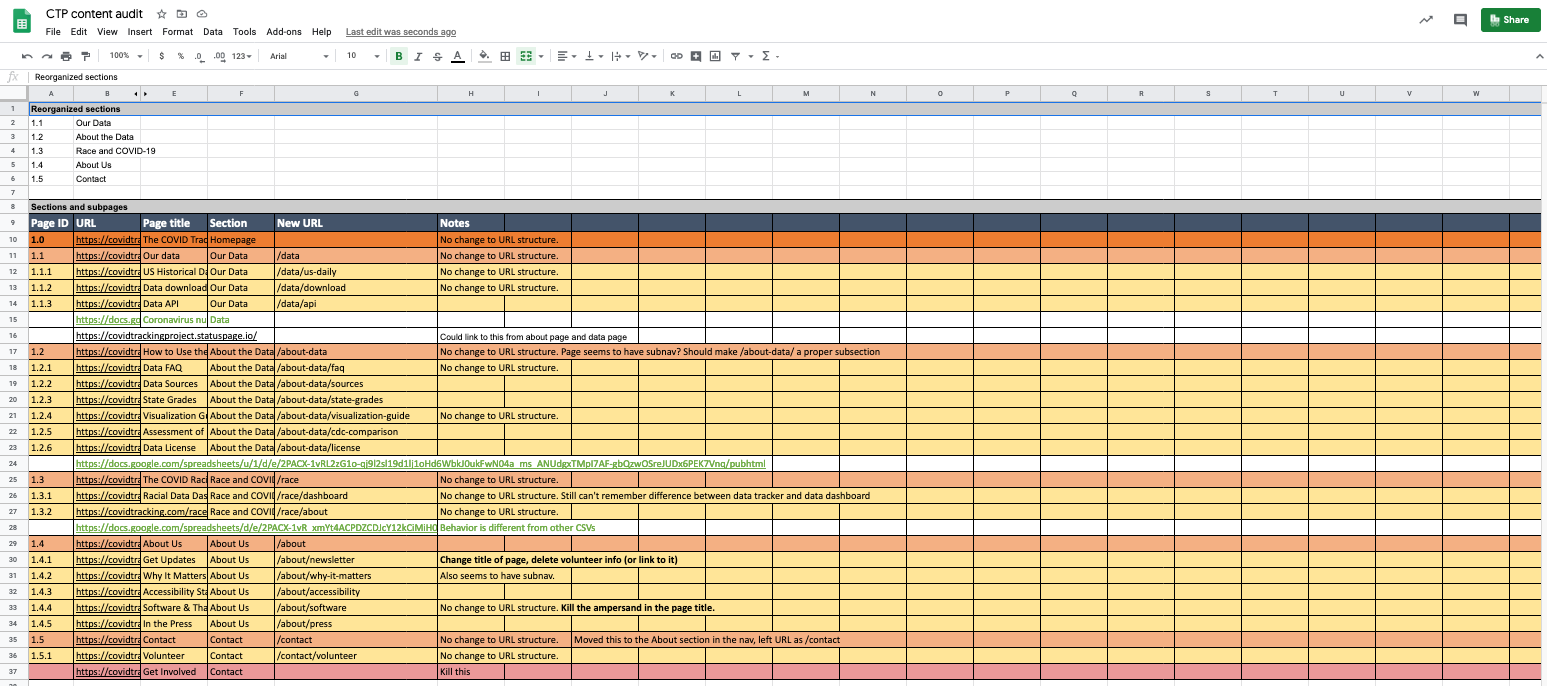 CTP content audit
File Edit View Insert Format Data Tools Add-ons Help Last edit was seconds ago
Share
100% $ % .0 .00 123 Arial 10 B I S A
fx Reorganized sections
A B E F G H I J K L M N O P Q R S T U V W
1 Reorganized sections
2 1.1 Our Data
3 1.2 About the Data
4 1.3 Race and COVID-19
5 1.4 About Us
6 1.5 Contact
7
8 Sections and subpages
9 Page ID URL Page title Section New URL Notes
10 1.0 https://covidtra The COVID Trac Homepage No change to URL structure.
11 1.1 https://covidtra Our data Our Data /data No change to URL structure.
12 1.1.1 https://covidtra US Historical Da Our Data /data/us-daily No change to URL structure.
13 1.1.2 https://covidtra Data download Our Data /data/download No change to URL structure.
14 1.1.3 https://covidtra Data API Our Data /data/api
15 https://docs.go Coronavirus nu Data
16 https://covidtrackingproject.statuspage.io/ Could link to this from about page and data page
17 1.2 https://covidtra How to Use the About the Data /about-data No change to URL structure. Page seems to have subnav? Should make /about-data/ a proper subsection
18 1.2.1 https://covidtra Data FAQ About the Data /about-data/faq No change to URL structure.
19 1.2.2 https://covidtra Data Sources About the Data /about-data/sources
20 1.2.3 https://covidtra State Grades About the Data /about-data/state-grades
21 1.2.4 https://covidtra Visualization Gu About the Data /about-data/visualization-guide No change to URL structure.
22 1.2.5 https://covidtra Assessment of About the Data /about-data/cdc-comparison
23 1.2.6 https://covidtra Data License About the Data /about-data/license
24
25 1.3 https://covidtra The COVID Raci Race and COVID /race No change to URL structure.
26 1.3.1 https://covidtra Racial Data Das Race and COVID /race/dashboard No change to URL structure. Still can't remember difference between data tracker and data dashboard
27 1.3.2 https://covidtracking.com/race Race and COVID /race/about No change to URL structure.
28 Behavior is different from other CSVs
29 1.4 https://covidtra About Us About Us /about
30 1.4.1 https://covidtra Get Updates About Us /about/newsletter Change title of page, delete volunteer info (or link to it)
31 1.4.2 https://covidtra Why It Matters About Us /about/why-it-matters Also seems to have subnav.
32 1.4.3 https://covidtra Accessibility Sta About Us /about/accessibility
33 1.4.4 https://covidtra Software & Tha About Us /about/software No change to URL structure. Kill the ampersand in the page title.
34 1.4.5 https://covidtra In the Press About Us /about/press
35 1.5 https://covidtra Contact Contact /contact No change to URL structure. Moved this to the About section in the nav, left URL as /contact
36 1.5.1 https://covidtra Volunteer Contact /contact/volunteer No change to URL structure.
37 https://covidtra Get Involved Contact Kill this